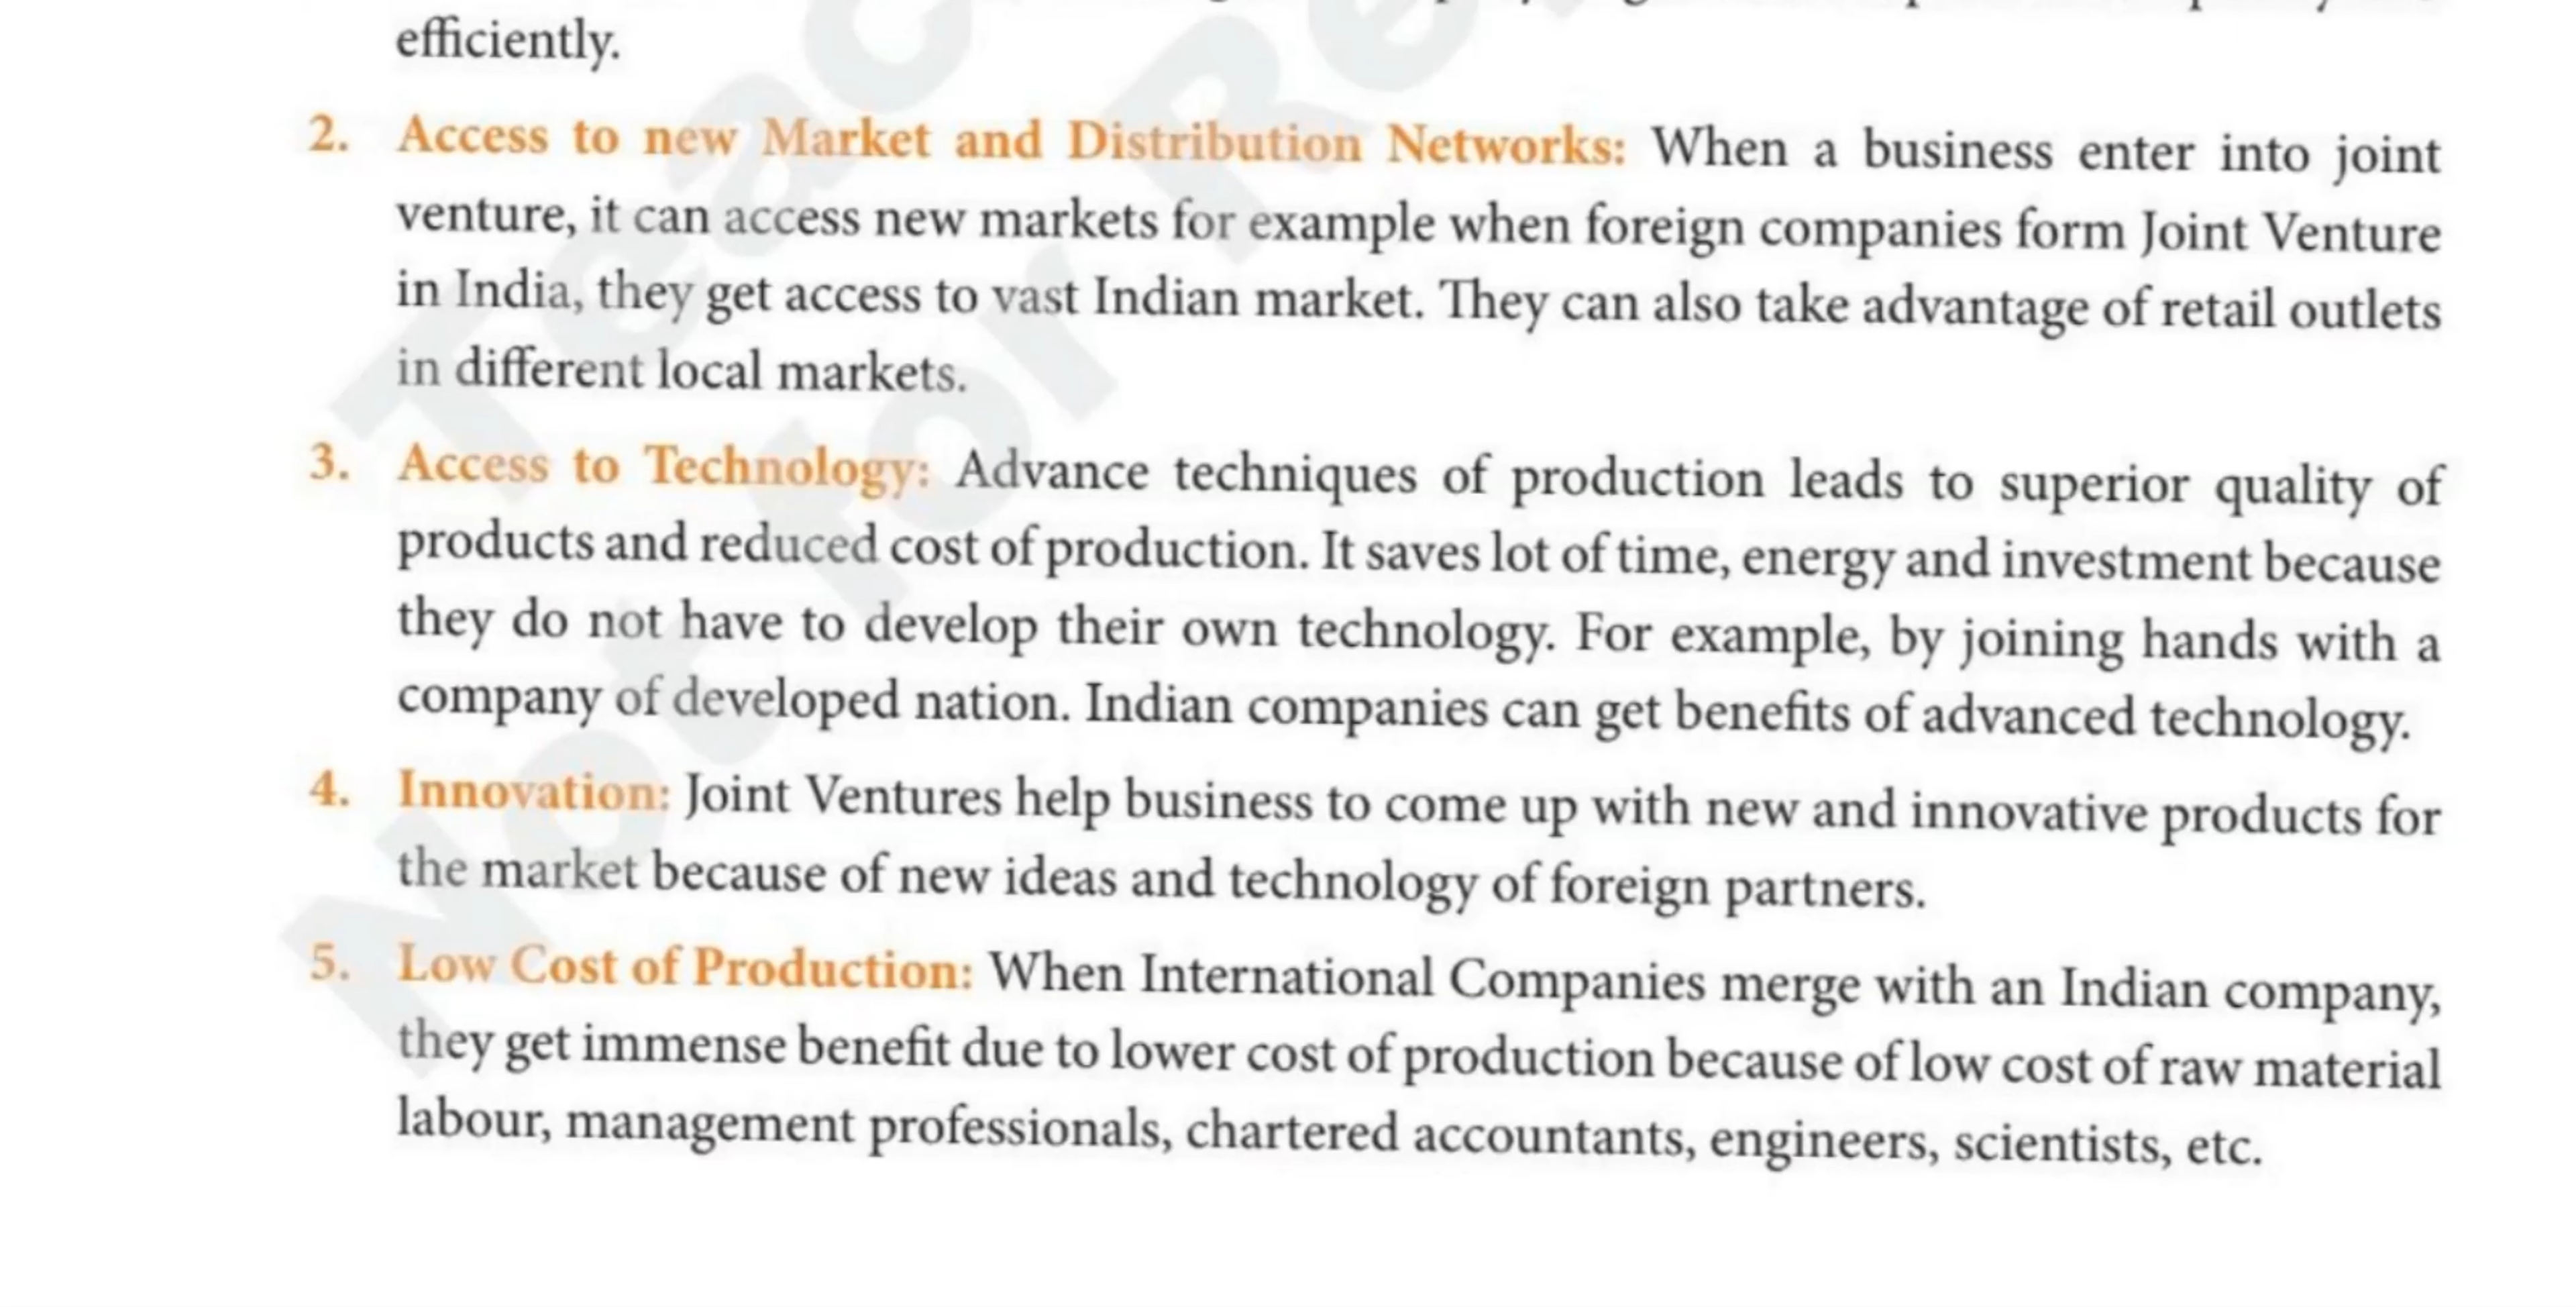 efficiently.
2. Access to new Market and Distribution Networks: When a business enter into joint
venture, it can access new markets for example when foreign companies form Joint Venture
in India, they get access to vast Indian market. They can also take advantage of retail outlets
in different local markets.
3. Access to Technology: Advance techniques of production leads to superior quality of
products and reduced cost of production. It saves lot of time, energy and investment because
they do not have to develop their own technology. For example, by joining hands with a
company of developed nation. Indian companies can get benefits of advanced technology.
4. Innovation: Joint Ventures help business to come up with new and innovative products for
the market because of new ideas and technology of foreign partners.
5. Low Cost of Production: When International Companies merge with an Indian company,
they get immense benefit due to lower cost of production because of low cost of raw material
labour, management professionals, chartered accountants, engineers, scientists, etc.
Not for